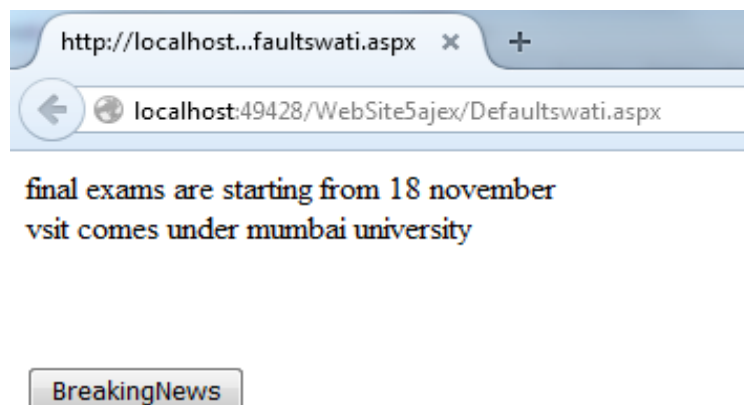 http://localhost...faultswati.aspx × +
localhost:49428/WebSite5ajex/Defaultswati.aspx
final exams are starting from 18 november
vsit comes under mumbai university
BreakingNews